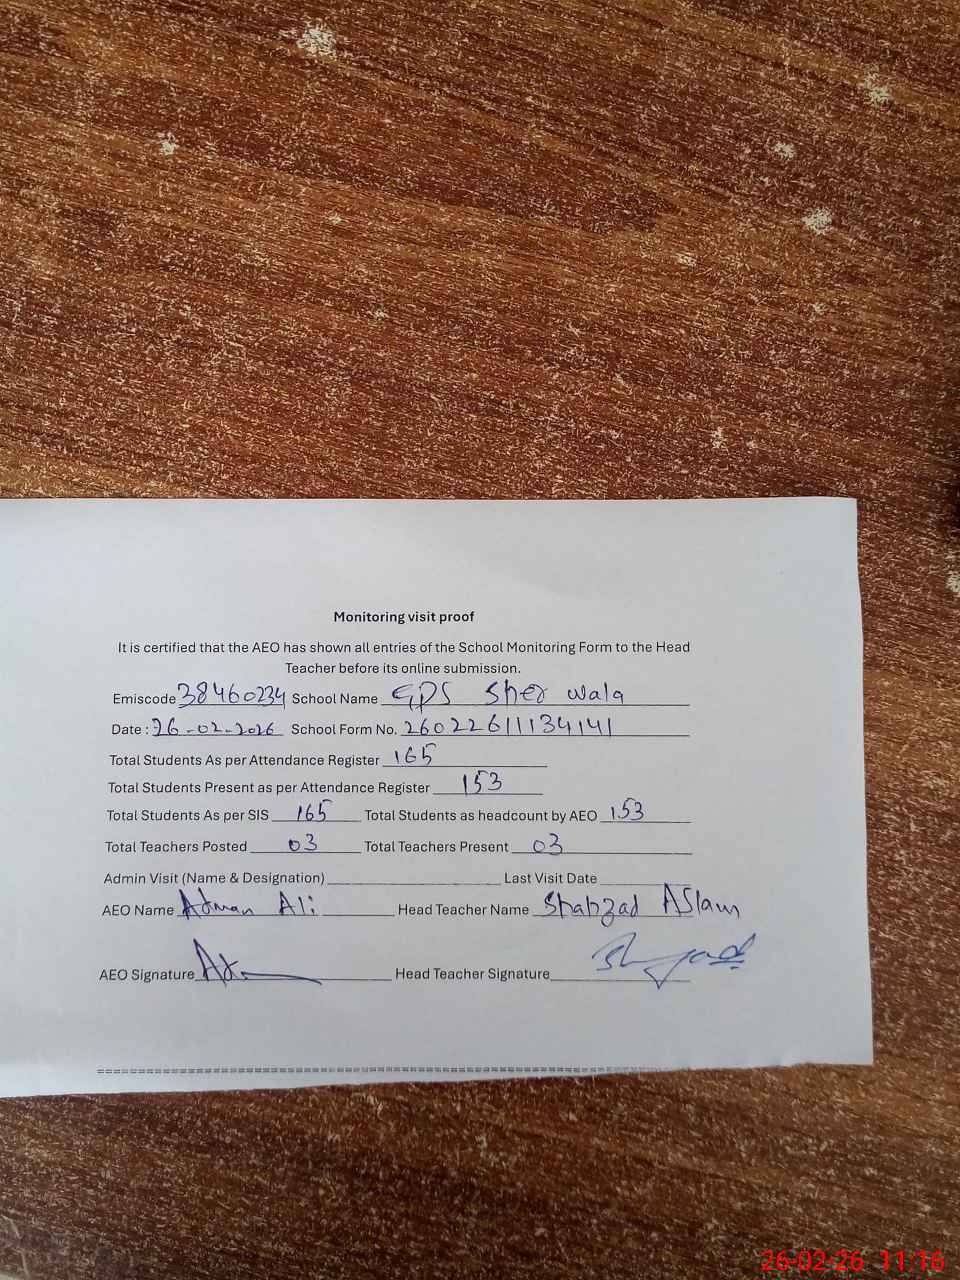 Monitoring visit proof
It is certified that the AEO has shown all entries of the School Monitoring Form to the Head
Teacher before its online submission.
Emiscode 38460234 School Name GPS Sher wala
Date : 26-02-2026 School Form No. 26022611134141
Total Students As per Attendance Register 165
Total Students Present as per Attendance Register 153
Total Students As per SIS 165 Total Students as headcount by AEO 153
Total Teachers Posted 03 Total Teachers Present 03
Admin Visit (Name & Designation) Last Visit Date
AEO Name Adnan Ali Head Teacher Name Shahzad Aslam
AEO Signature Head Teacher Signature
26-02-26 11:16